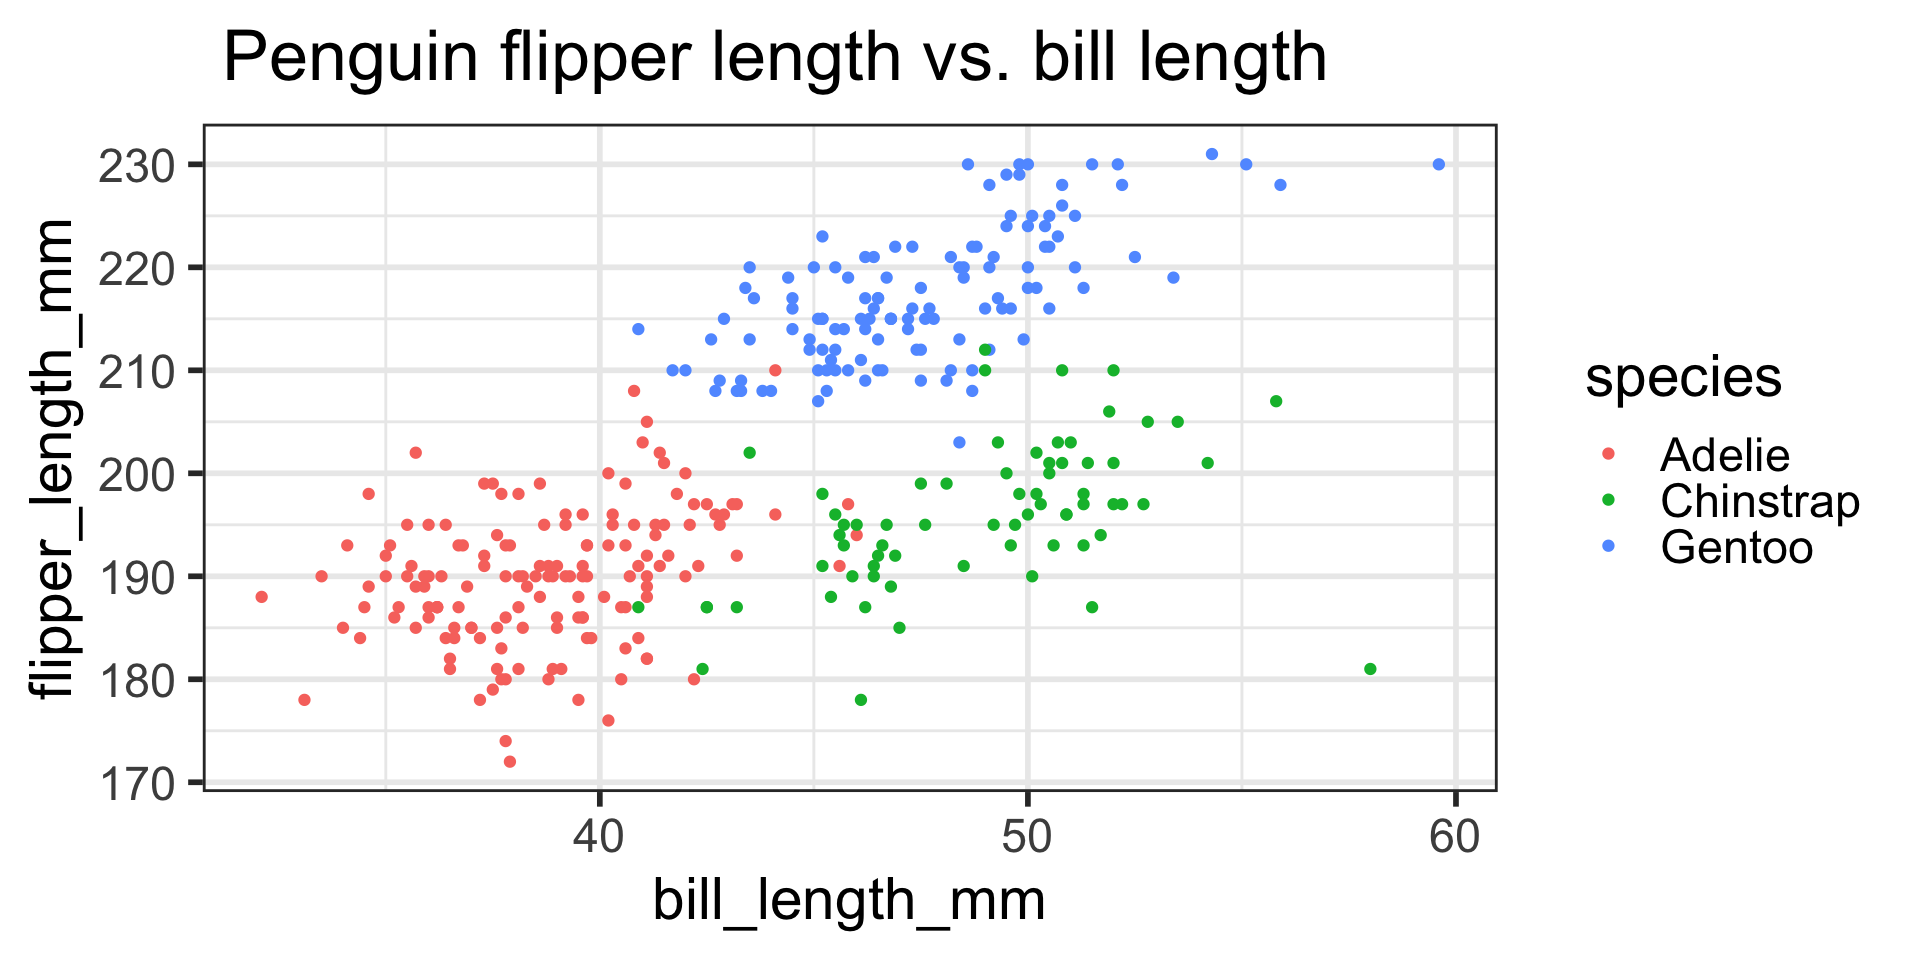 Penguin flipper length vs. bill length
230
220
210
200
190
180
170
flipper_length_mm
40 50 60
bill_length_mm
species
Adelie
Chinstrap
Gentoo